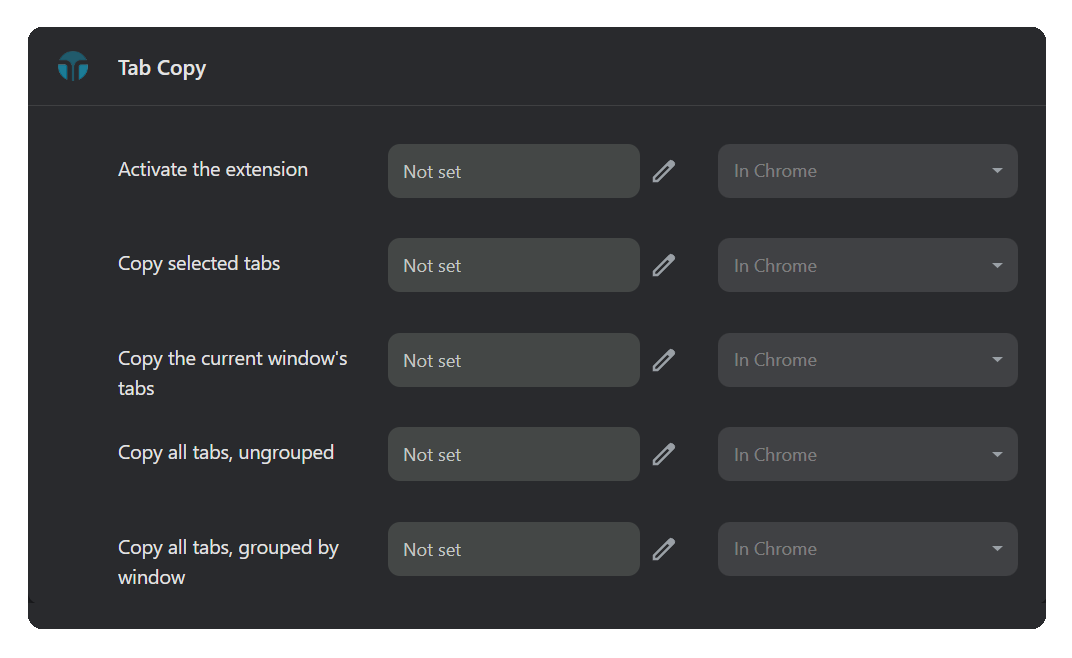 Tab Copy
Activate the extension
Not set
In Chrome
Copy selected tabs
Not set
In Chrome
Copy the current window's
tabs
Not set
In Chrome
Copy all tabs, ungrouped
Not set
In Chrome
Copy all tabs, grouped by
window
Not set
In Chrome